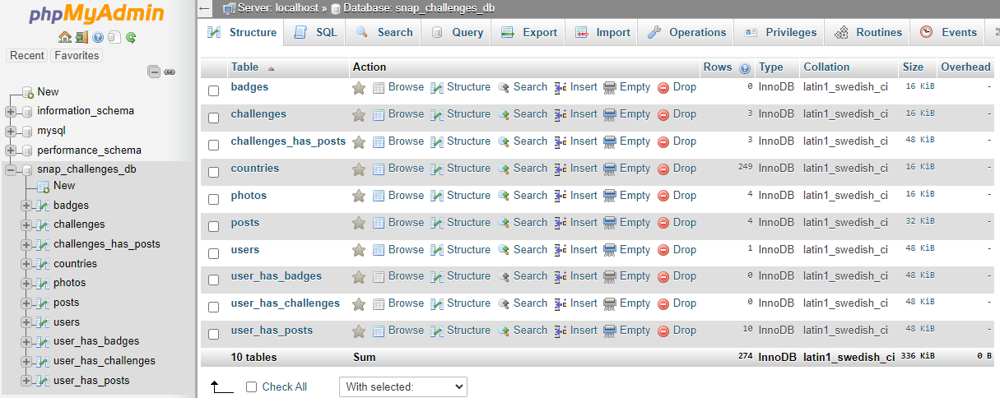 phpMyAdmin
Recent Favorites
New
information_schema
mysql
performance_schema
snap_challenges_db
New
badges
challenges
challenges_has_posts
countries
photos
posts
users
user_has_badges
user_has_challenges
user_has_posts
Server: localhost » Database: snap_challenges_db
Structure SQL Search Query Export Import Operations Privileges Routines Events
Table Action Rows Type Collation Size Overhead
badges Browse Structure Search Insert Empty Drop 0 InnoDB latin1_swedish_ci 16 KiB -
challenges Browse Structure Search Insert Empty Drop 3 InnoDB latin1_swedish_ci 16 KiB -
challenges_has_posts Browse Structure Search Insert Empty Drop 3 InnoDB latin1_swedish_ci 48 KiB -
countries Browse Structure Search Insert Empty Drop 249 InnoDB latin1_swedish_ci 16 KiB -
photos Browse Structure Search Insert Empty Drop 4 InnoDB latin1_swedish_ci 16 KiB -
posts Browse Structure Search Insert Empty Drop 4 InnoDB latin1_swedish_ci 32 KiB -
users Browse Structure Search Insert Empty Drop 1 InnoDB latin1_swedish_ci 48 KiB -
user_has_badges Browse Structure Search Insert Empty Drop 0 InnoDB latin1_swedish_ci 48 KiB -
user_has_challenges Browse Structure Search Insert Empty Drop 0 InnoDB latin1_swedish_ci 48 KiB -
user_has_posts Browse Structure Search Insert Empty Drop 10 InnoDB latin1_swedish_ci 48 KiB -
10 tables Sum 274 InnoDB latin1_swedish_ci 336 KiB 0 B
Check All With selected: